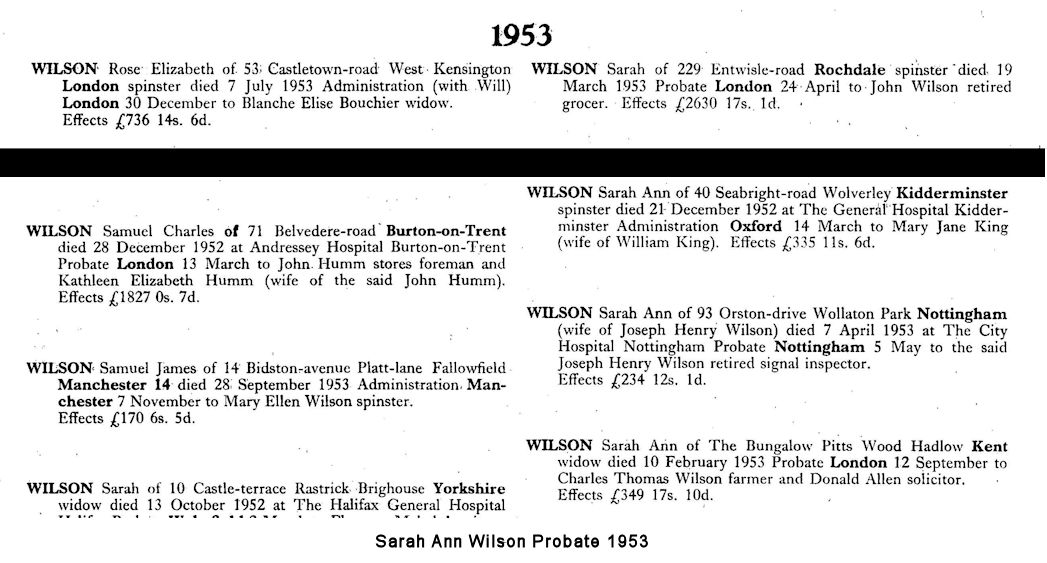 1953
WILSON Rose Elizabeth of 53 Castletown-road West Kensington
London spinster died 7 July 1953 Administration (with Will)
London 30 December to Blanche Elise Bouchier widow.
Effects £736 14s. 6d.
WILSON Sarah of 229 Entwisle-road Rochdale spinster died 19
March 1953 Probate London 24 April to John Wilson retired
grocer. Effects £2630 17s. 1d.
WILSON Samuel Charles of 71 Belvedere-road Burton-on-Trent
died 28 December 1952 at Andressey Hospital Burton-on-Trent
Probate London 13 March to John Humm stores foreman and
Kathleen Elizabeth Humm (wife of the said John Humm).
Effects £1827 0s. 7d.
WILSON Samuel James of 14 Bidston-avenue Platt-lane Fallowfield
Manchester 14 died 28 September 1953 Administration Man-
chester 7 November to Mary Ellen Wilson spinster.
Effects £170 6s. 5d.
WILSON Sarah of 10 Castle-terrace Rastrick Brighouse Yorkshire
widow died 13 October 1952 at The Halifax General Hospital
WILSON Sarah Ann of 40 Seabright-road Wolverley Kidderminster
spinster died 21 December 1952 at The General Hospital Kidder-
minster Administration Oxford 14 March to Mary Jane King
(wife of William King). Effects £335 11s. 6d.
WILSON Sarah Ann of 93 Orston-drive Wollaton Park Nottingham
(wife of Joseph Henry Wilson) died 7 April 1953 at The City
Hospital Nottingham Probate Nottingham 5 May to the said
Joseph Henry Wilson retired signal inspector.
Effects £234 12s. 1d.
WILSON Sarah Ann of The Bungalow Pitts Wood Hadlow Kent
widow died 10 February 1953 Probate London 12 September to
Charles Thomas Wilson farmer and Donald Allen solicitor.
Effects £349 17s. 10d.
Sarah Ann Wilson Probate 1953